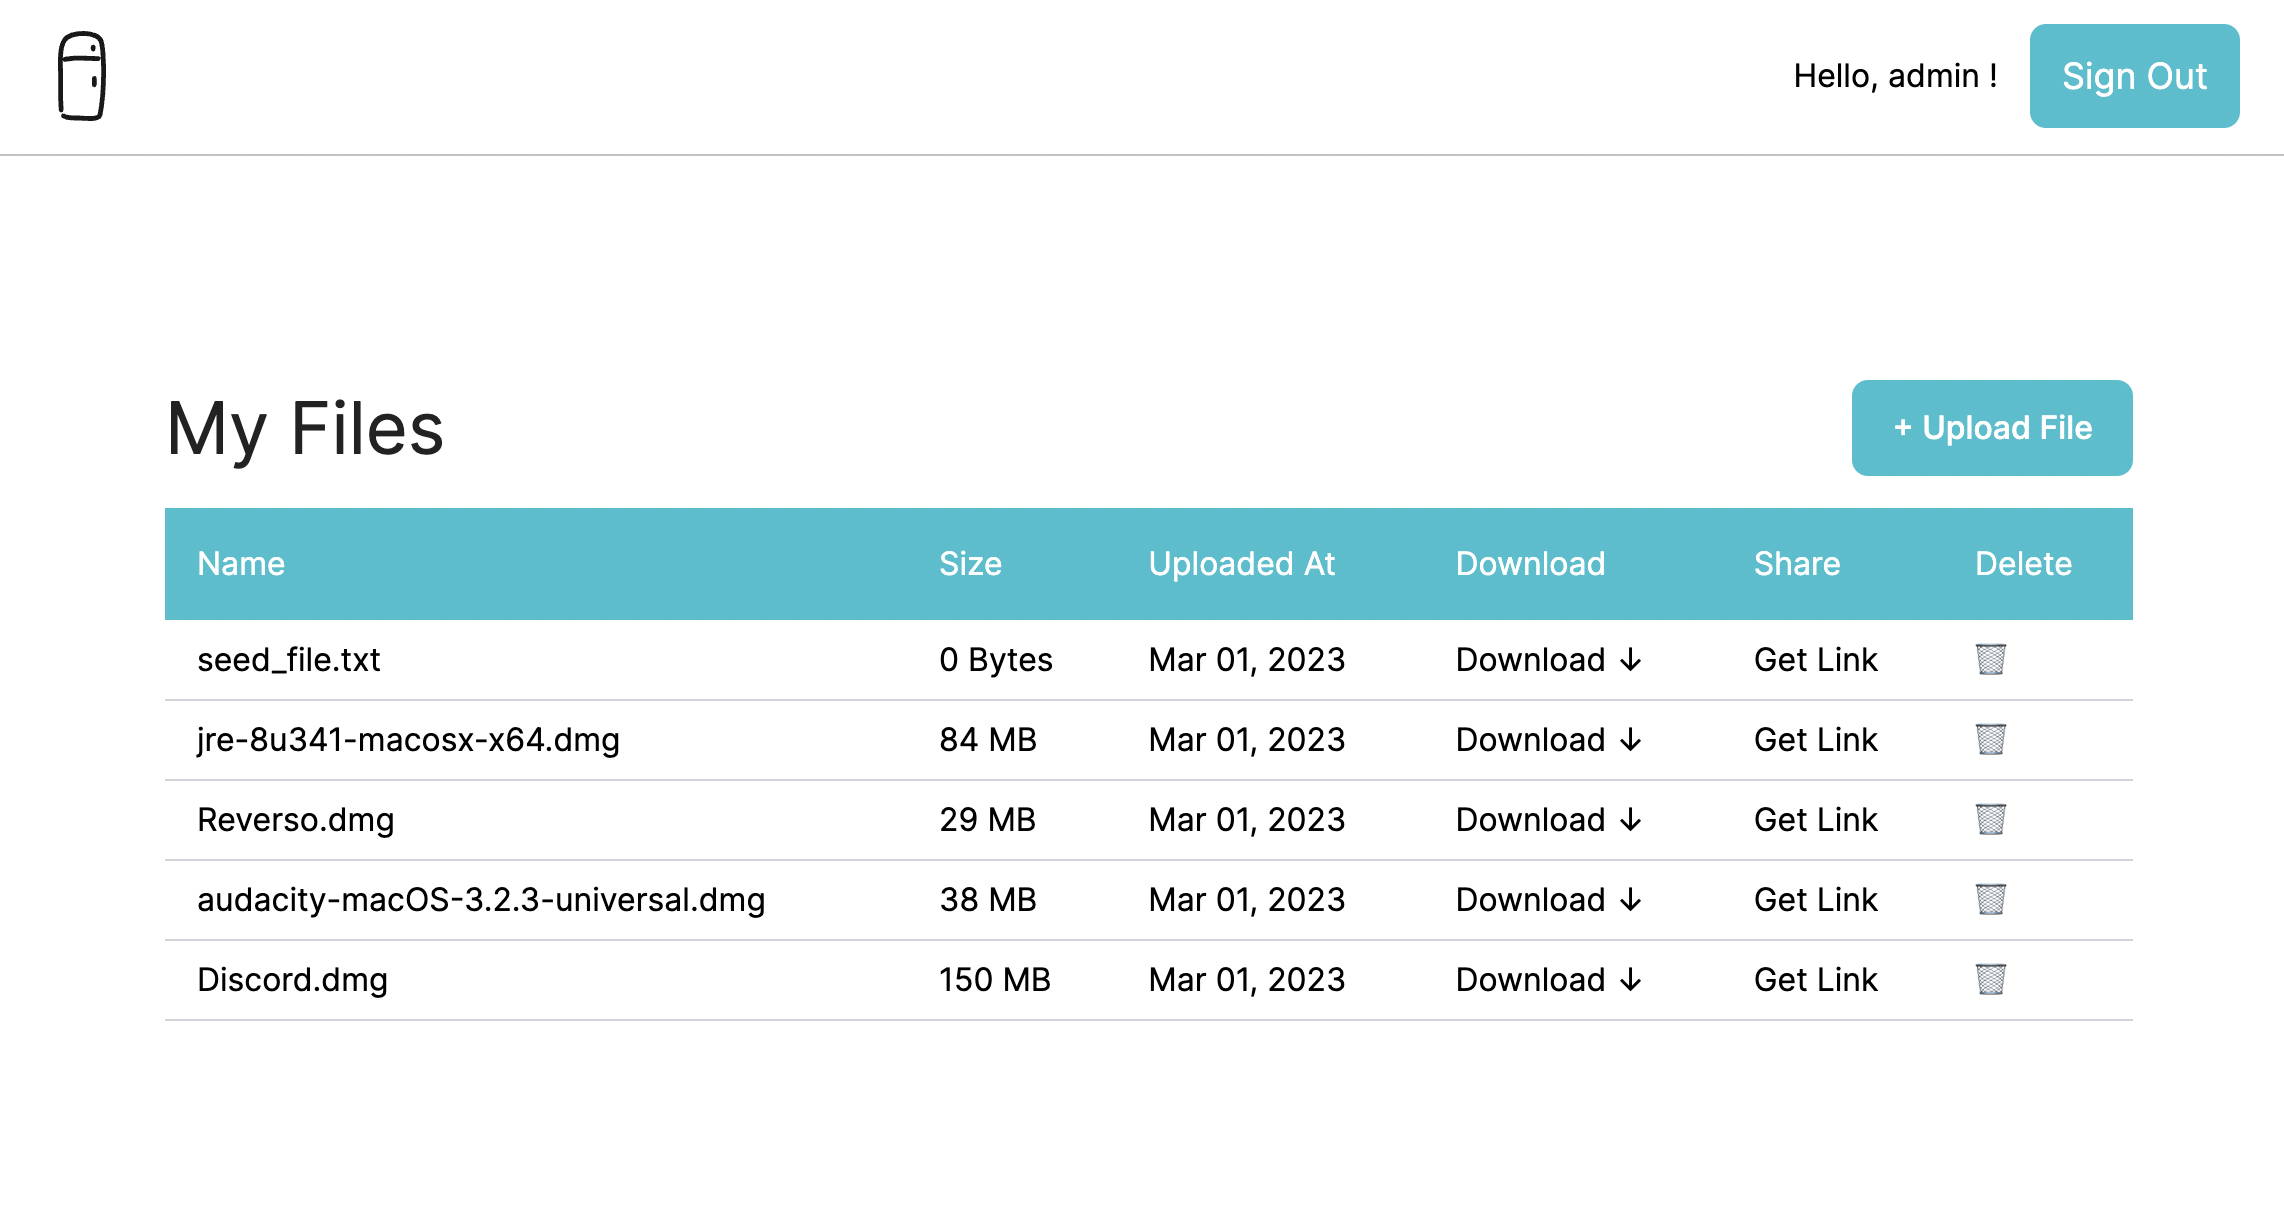 Hello, admin !
Sign Out
My Files
+ Upload File
Name Size Uploaded At Download Share Delete
seed_file.txt 0 Bytes Mar 01, 2023 Download ↓ Get Link
jre-8u341-macosx-x64.dmg 84 MB Mar 01, 2023 Download ↓ Get Link
Reverso.dmg 29 MB Mar 01, 2023 Download ↓ Get Link
audacity-macOS-3.2.3-universal.dmg 38 MB Mar 01, 2023 Download ↓ Get Link
Discord.dmg 150 MB Mar 01, 2023 Download ↓ Get Link